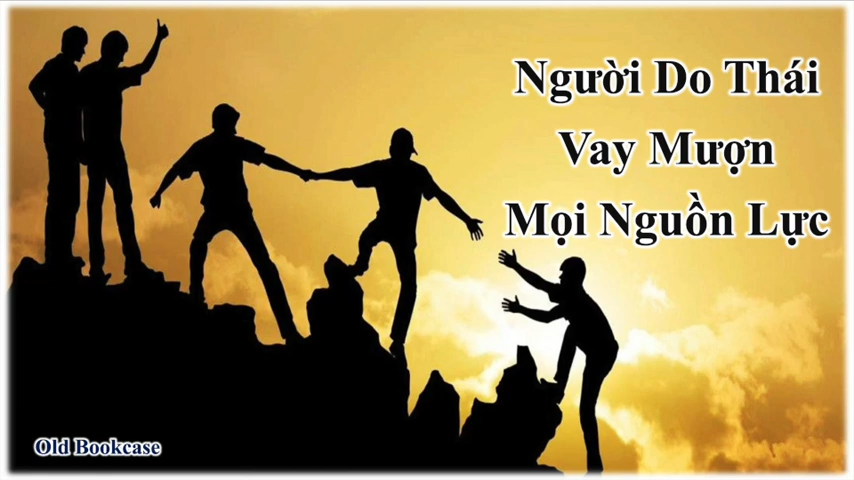 Người Do Thái
Vay Mượn
Mọi Nguồn Lực
Old Bookcase